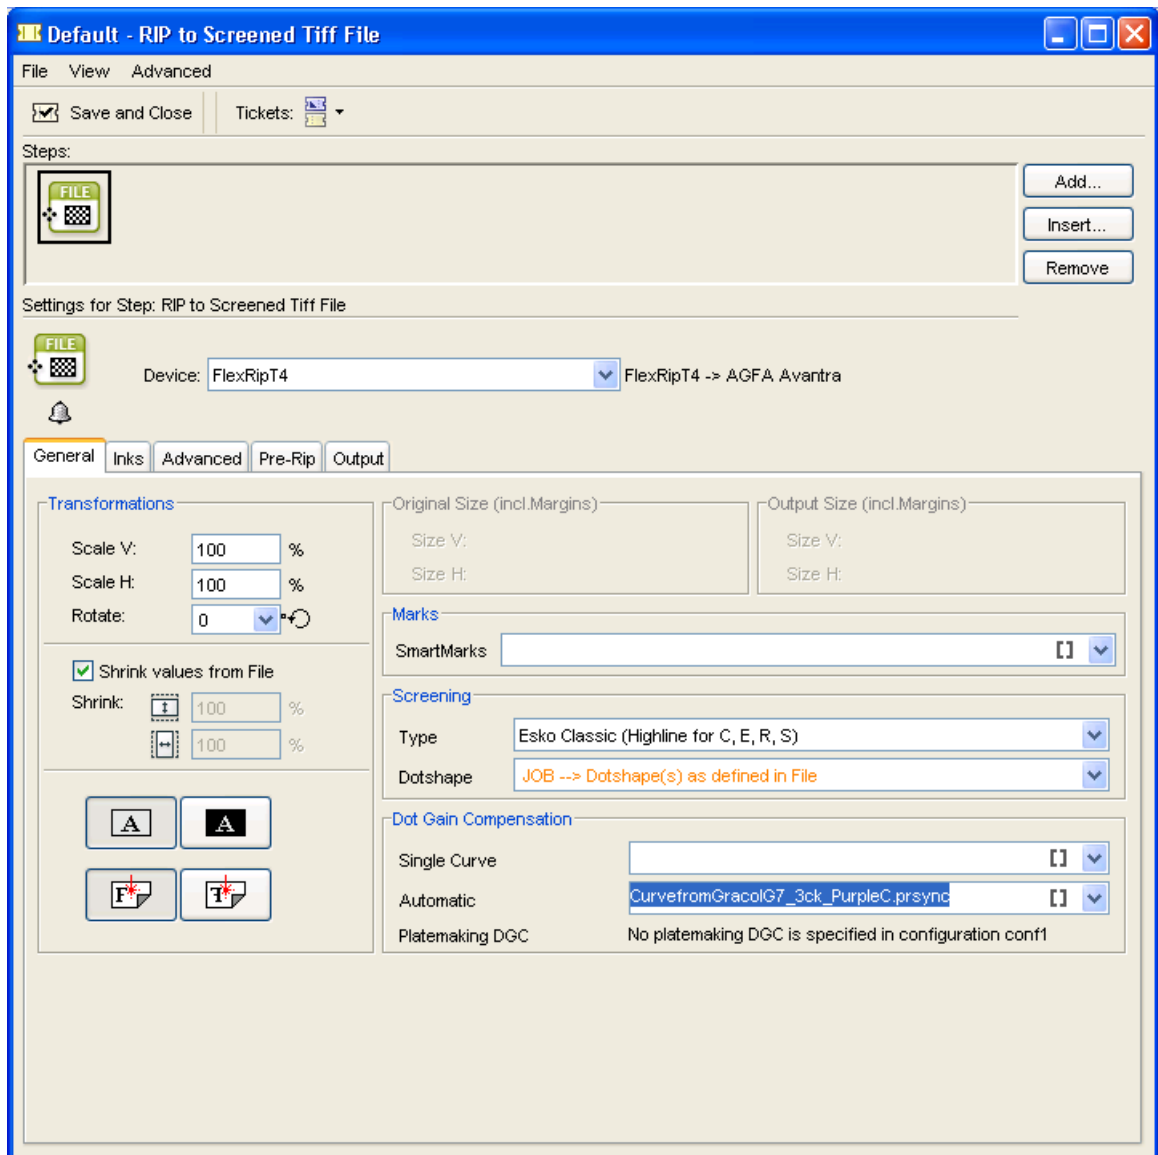 Default - RIP to Screened Tiff File
File View Advanced
Save and Close Tickets:
Steps:
FILE
Add...
Insert...
Remove
Settings for Step: RIP to Screened Tiff File
FILE
Device: FlexRipT4 FlexRipT4 -> AGFA Avantra
General Inks Advanced Pre-Rip Output
Transformations
Scale V: 100 %
Scale H: 100 %
Rotate: 0 °
Shrink values from File
Shrink: 100 %
100 %
A A
F T
Original Size (incl.Margins)
Size V:
Size H:
Output Size (incl.Margins)
Size V:
Size H:
Marks
SmartMarks []
Screening
Type Esko Classic (Highline for C, E, R, S)
Dotshape JOB --> Dotshape(s) as defined in File
Dot Gain Compensation
Single Curve []
Automatic CurvefromGracolG7_3ck_PurpleC.prsync []
Platemaking DGC No platemaking DGC is specified in configuration conf1